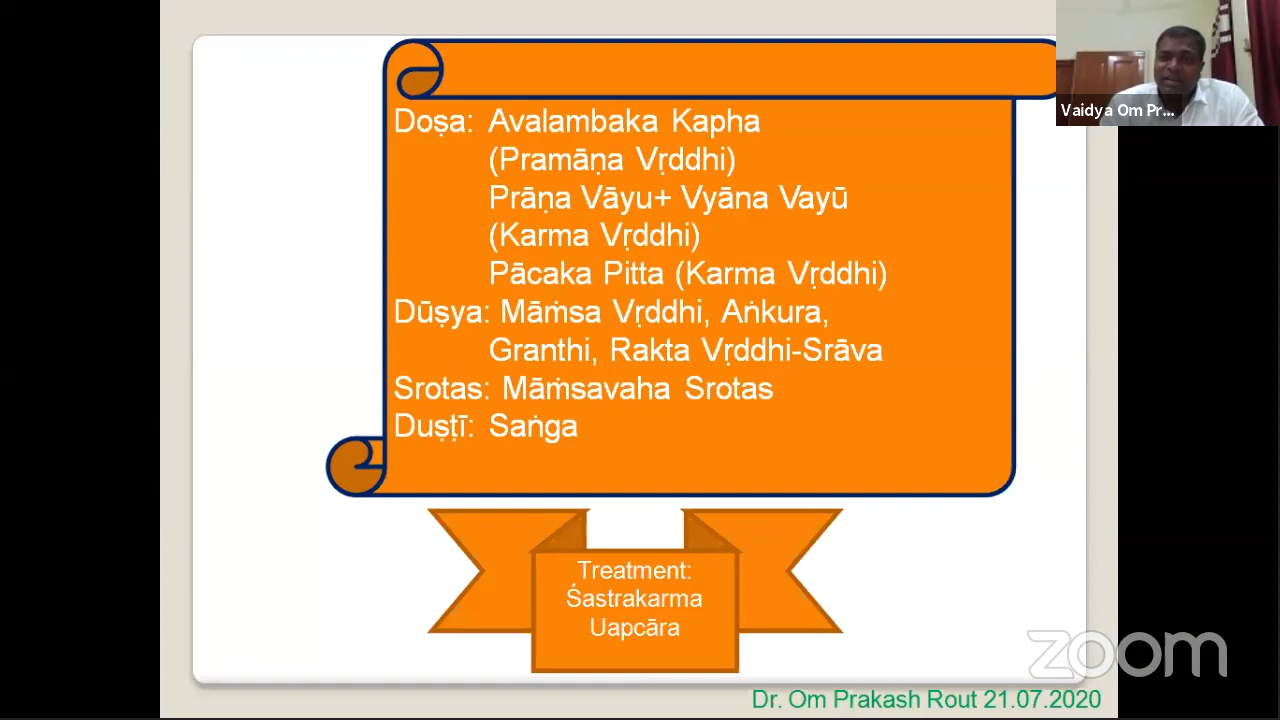 Doṣa: Avalambaka Kapha
(Pramāṇa Vṛddhi)
Prāṇa Vāyu+ Vyāna Vayū
(Karma Vṛddhi)
Pācaka Pitta (Karma Vṛddhi)
Dūṣya: Māṁsa Vṛddhi, Aṅkura,
Granthi, Rakta Vṛddhi-Srāva
Srotas: Māṁsavaha Srotas
Duṣṭī: Saṅga
Treatment:
Śastrakarma
Uapcāra
Vaidya Om Pr...
zoom
Dr. Om Prakash Rout 21.07.2020